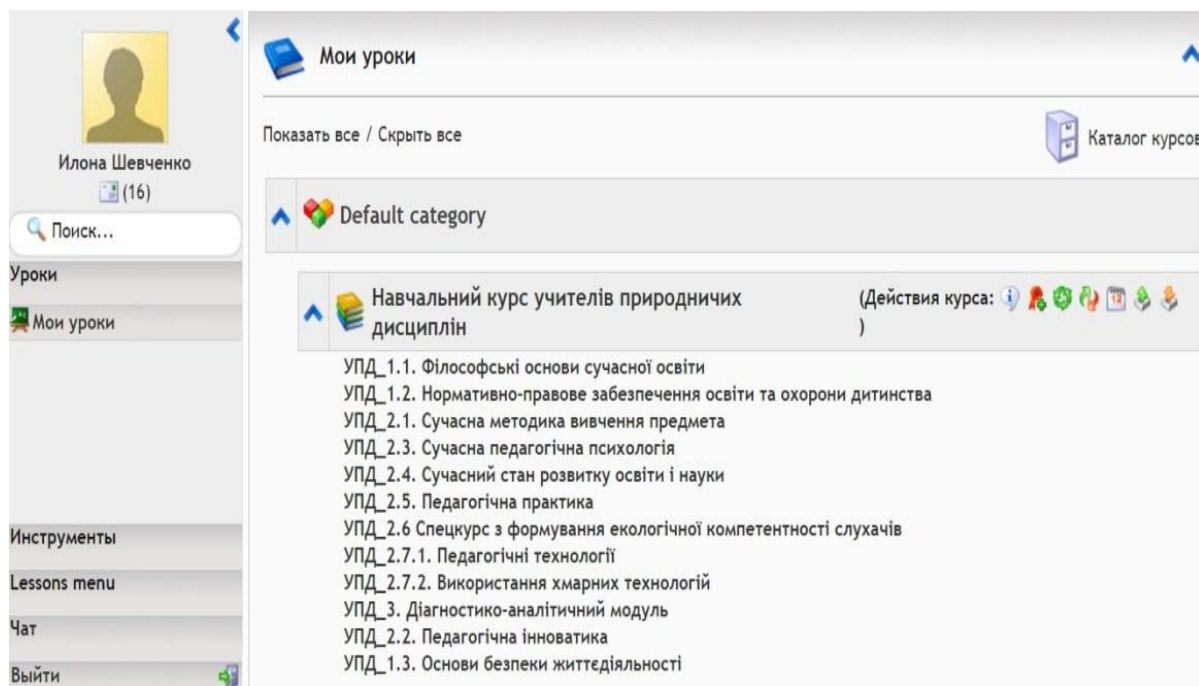 Илона Шевченко
(16)
Поиск...
Уроки
Мои уроки
Инструменты
Lessons menu
Чат
Выйти
Мои уроки
Показать все / Скрыть все
Каталог курсов
Default category
Навчальний курс учителів природничих
дисциплін
(Действия курса:
12
)
УПД_1.1. Філософські основи сучасної освіти
УПД_1.2. Нормативно-правове забезпечення освіти та охорони дитинства
УПД_2.1. Сучасна методика вивчення предмета
УПД_2.3. Сучасна педагогічна психологія
УПД_2.4. Сучасний стан розвитку освіти і науки
УПД_2.5. Педагогічна практика
УПД_2.6 Спецкурс з формування екологічної компетентності слухачів
УПД_2.7.1. Педагогічні технології
УПД_2.7.2. Використання хмарних технологій
УПД_3. Діагностико-аналітичний модуль
УПД_2.2. Педагогічна інноватика
УПД_1.3. Основи безпеки життєдіяльності